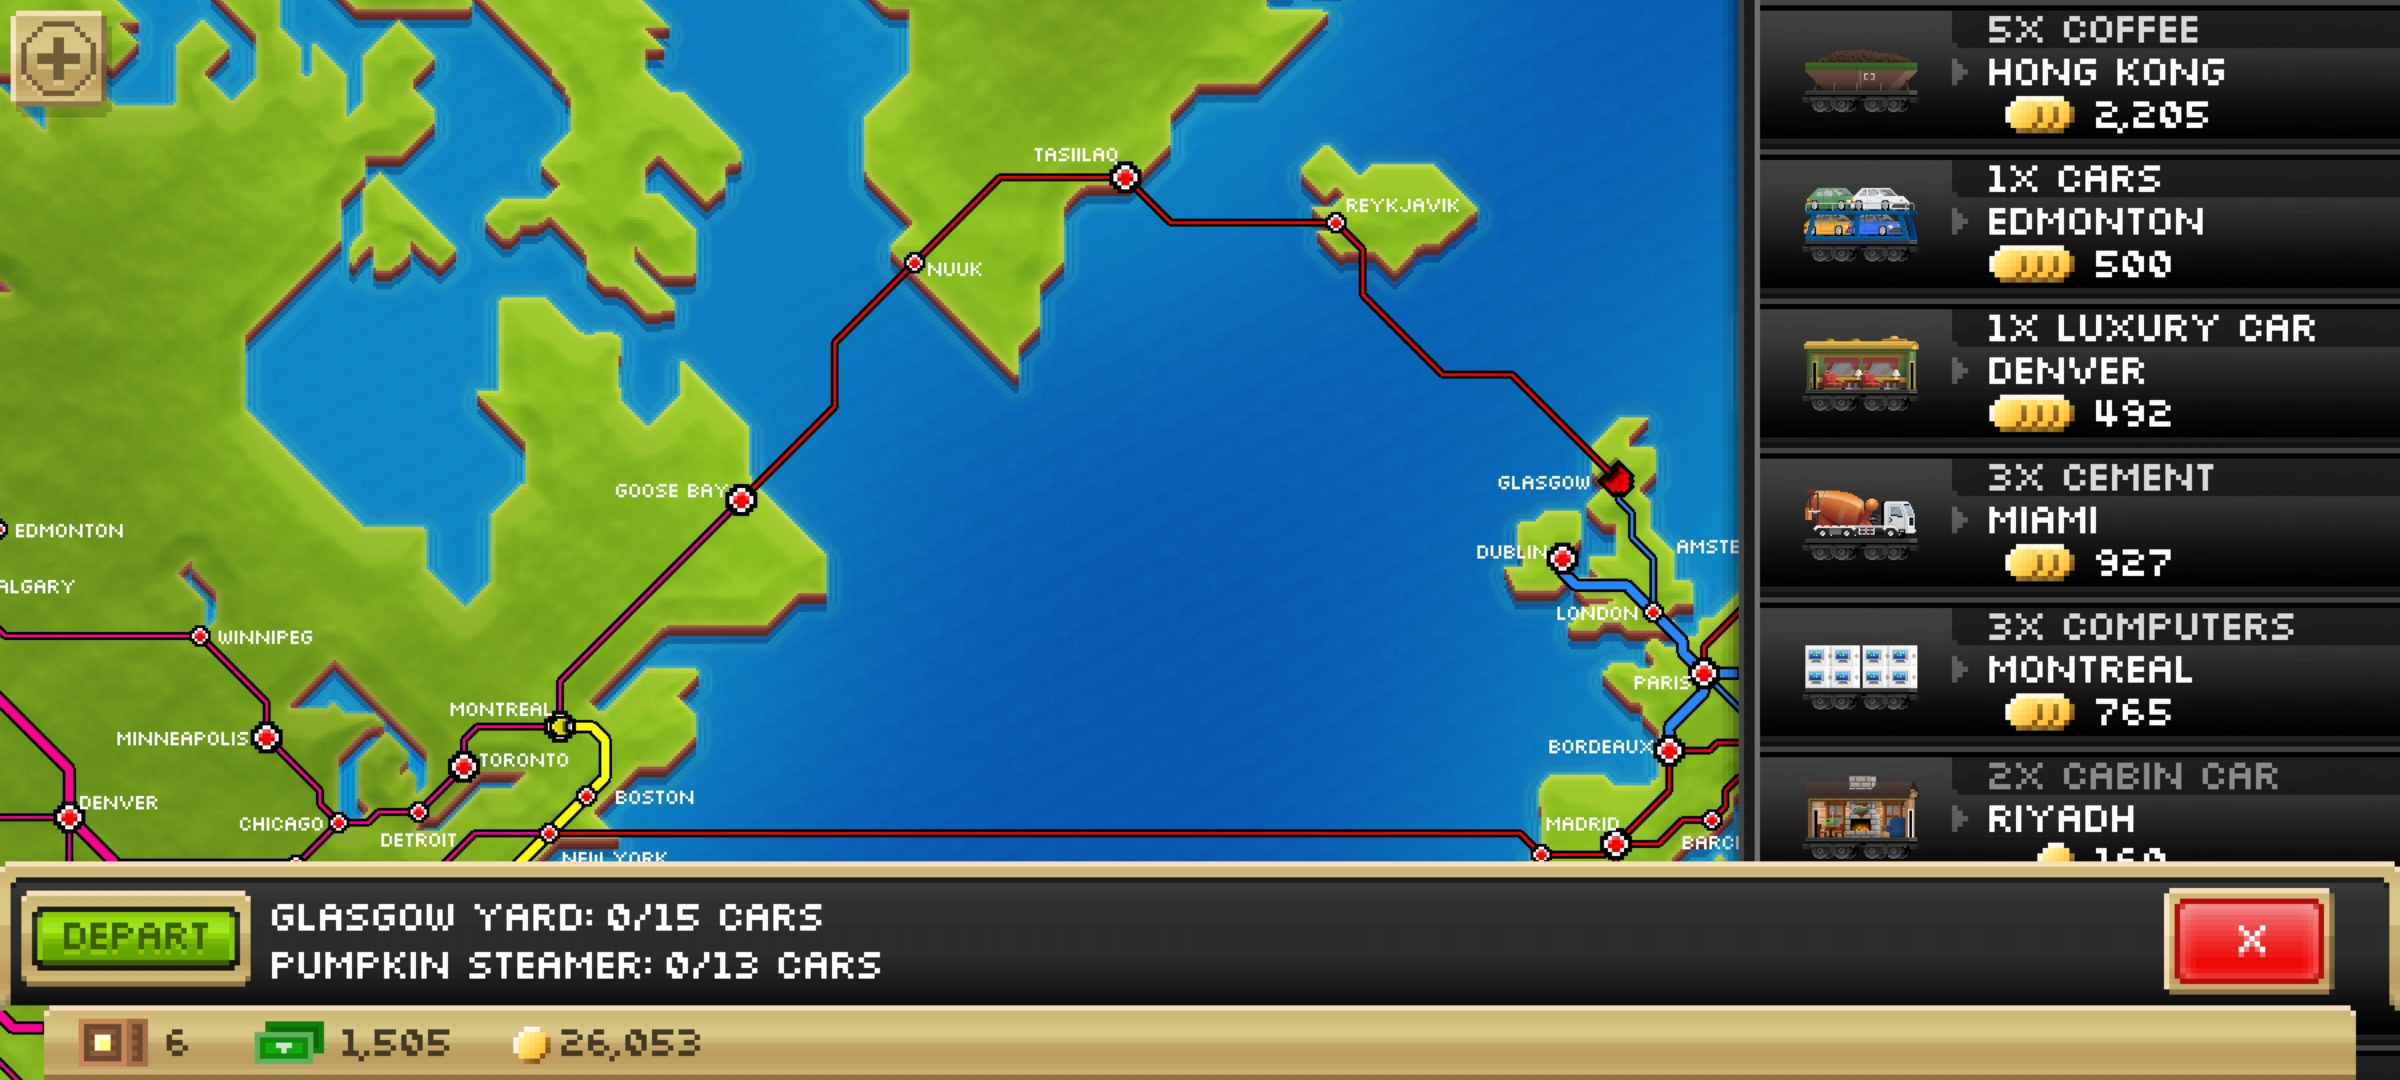 5X COFFEE
HONG KONG
2,205
1X CARS
EDMONTON
500
1X LUXURY CAR
DENVER
492
3X CEMENT
MIAMI
927
3X COMPUTERS
MONTREAL
765
2X CABIN CAR
RIYADH
160
TASIILAQ
REYKJAVIK
NUUK
GOOSE BAY
GLASGOW
EDMONTON
DUBLIN
AMSTE
ALGARY
LONDON
WINNIPEG
PARIS
MONTREAL
MINNEAPOLIS
BORDEAUX
TORONTO
BOSTON
DENVER
CHICAGO
MADRID
DETROIT
BARC
NEW YORK
DEPART
GLASGOW YARD: 0/15 CARS
PUMPKIN STEAMER: 0/13 CARS
X
6
1,505
26,053